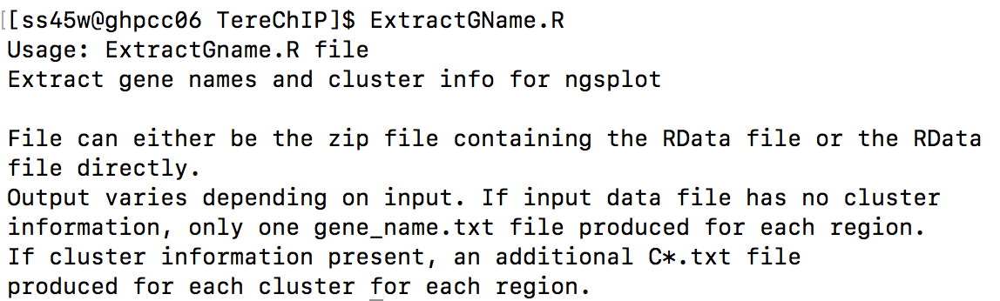 [[ss45w@ghpcc06 TereChIP]$ ExtractGName.R
Usage: ExtractGname.R file
Extract gene names and cluster info for ngsplot
File can either be the zip file containing the RData file or the RData
file directly.
Output varies depending on input. If input data file has no cluster
information, only one gene_name.txt file produced for each region.
If cluster information present, an additional C*.txt file
produced for each cluster for each region.